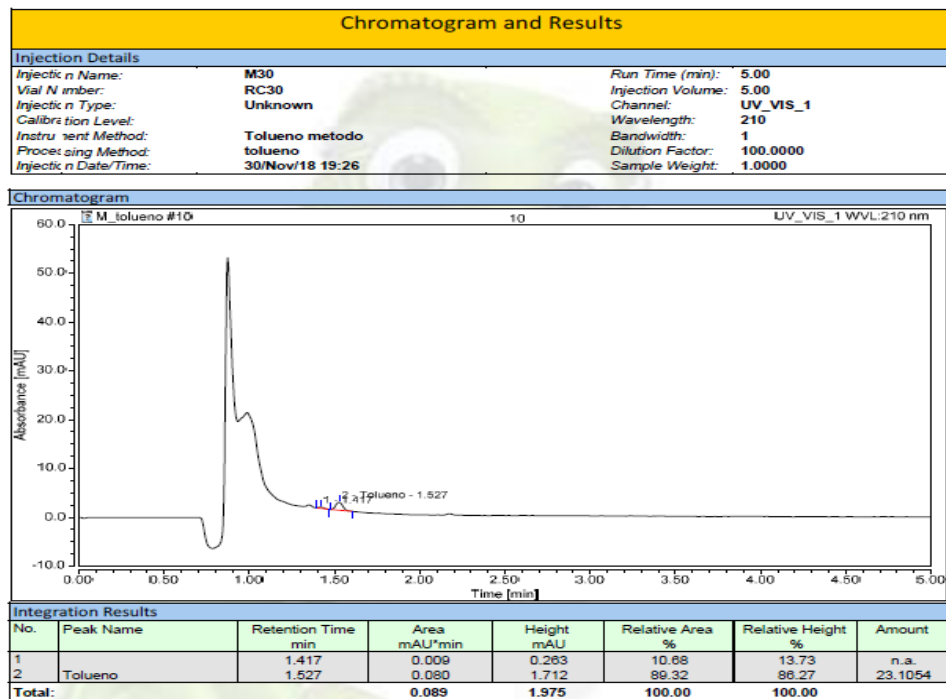 Chromatogram and Results
Injection Details
Injection Name: M30 Run Time (min): 5.00
Vial Number: RC30 Injection Volume: 5.00
Injection Type: Unknown Channel: UV_VIS_1
Calibration Level: Wavelength: 210
Instrument Method: Tolueno metodo Bandwidth: 1
Processing Method: tolueno Dilution Factor: 100.0000
Injection Date/Time: 30/Nov/18 19:26 Sample Weight: 1.0000
Chromatogram
M_tolueno #10 10 UV_VIS_1 WVL:210 nm
60.0
50.0
40.0
30.0
20.0
10.0
0.0
-10.0
Absorbance [mAU]
1 - 1.417
2 - Tolueno - 1.527
0.00 0.50 1.00 1.50 2.00 2.50 3.00 3.50 4.00 4.50 5.00
Time [min]
Integration Results
No. Peak Name Retention Time Area Height Relative Area Relative Height Amount
min mAU*min mAU % %
1 1.417 0.009 0.263 10.68 13.73 n.a.
2 Tolueno 1.527 0.080 1.712 89.32 86.27 23.1054
Total: 0.089 1.975 100.00 100.00